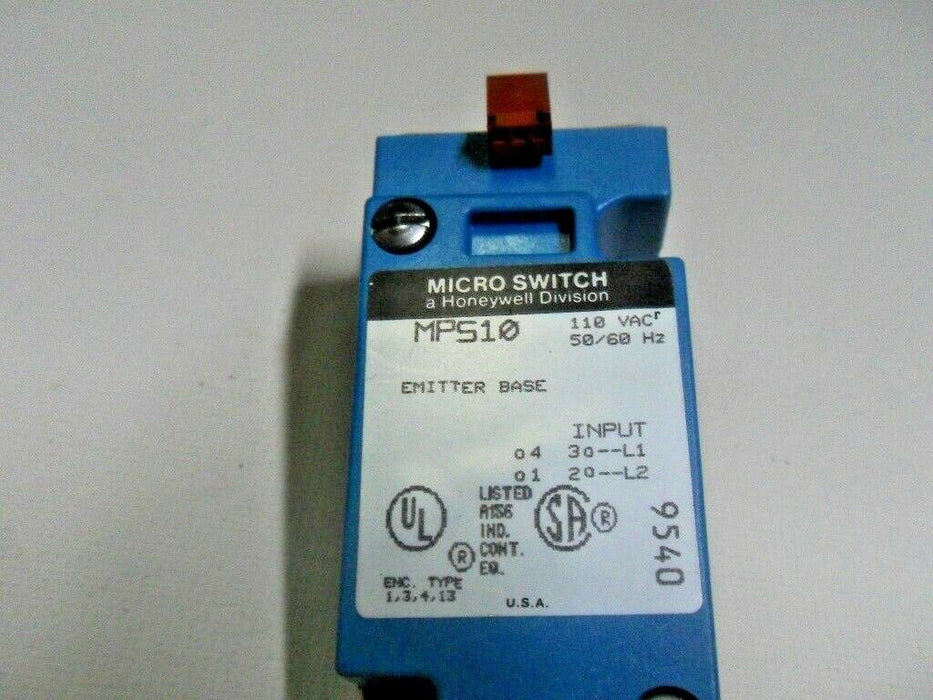 MICRO SWITCH
a Honeywell Division
MPS10
110 VAC
50/60 Hz
EMITTER BASE
INPUT
o4 3o--L1
o1 2o--L2
UL ®
LISTED
A156
IND.
CONT.
EQ.
SA ®
ENC. TYPE
1,3,4,13
U.S.A.
9540